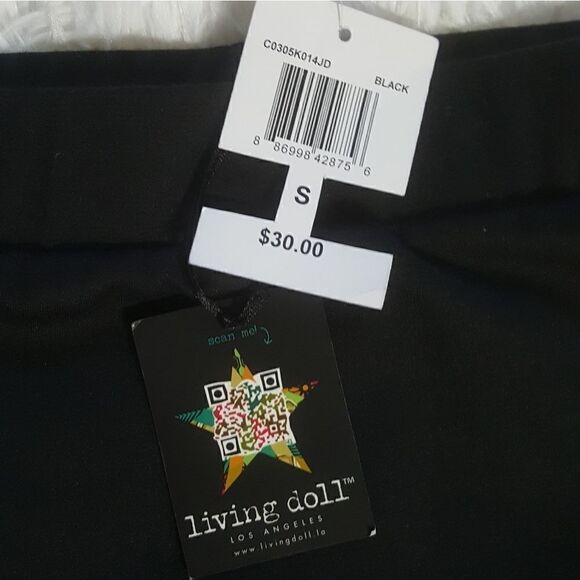 C0305K014JD
BLACK
8 86998 42875 6
S
$30.00
scan me!
living doll™
LOS ANGELES
www.livingdoll.la